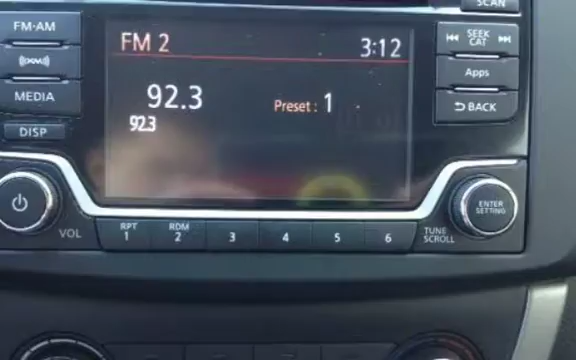 SCAN
FM·AM
FM 2
3:12
SEEK
CAT
((XM))
MEDIA
92.3
Preset : 1
92.3
Apps
BACK
DISP
VOL
RPT
1
RDM
2
3
4
5
6
TUNE
SCROLL
ENTER
SETTING